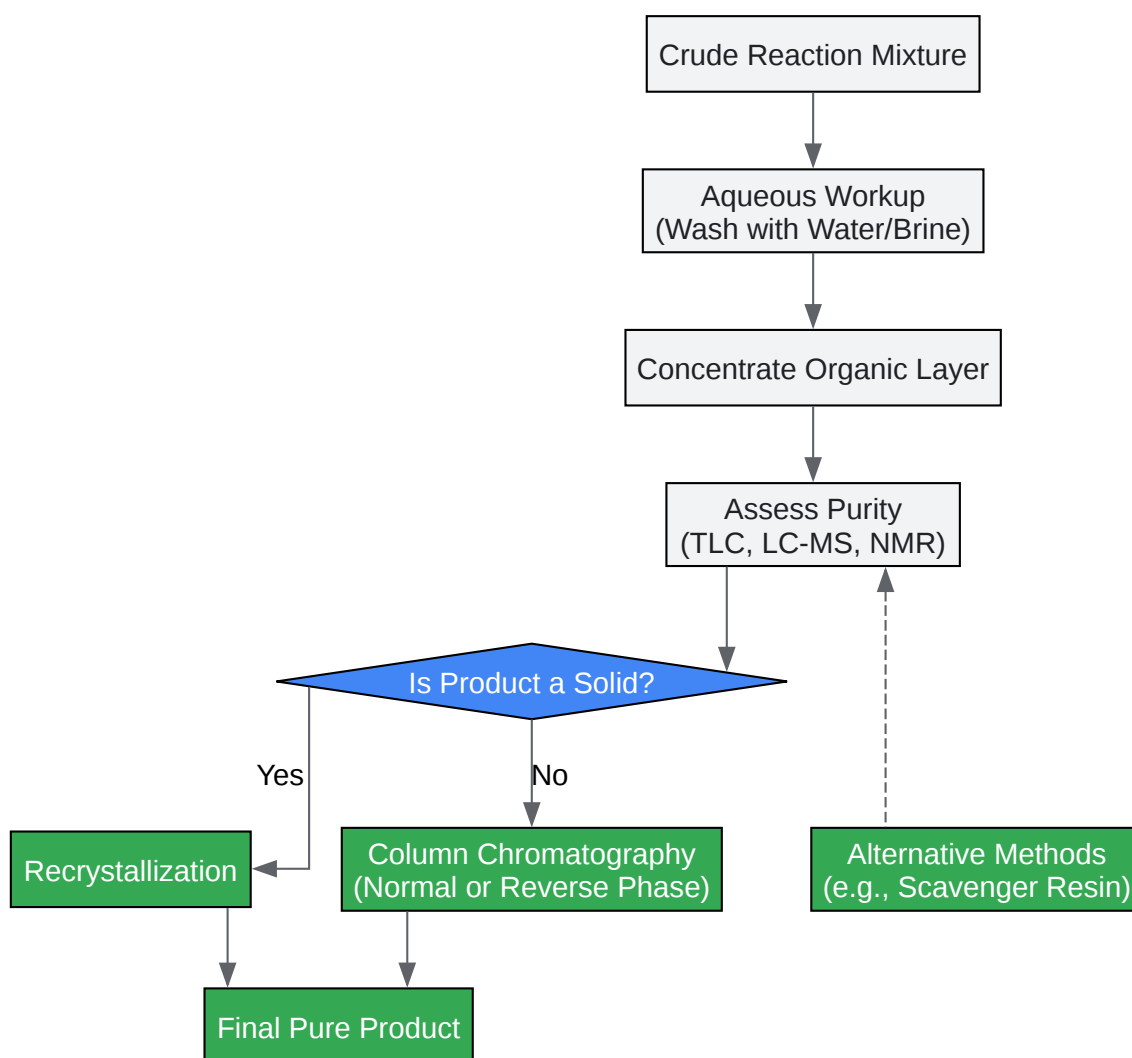 Crude Reaction Mixture
Aqueous Workup
(Wash with Water/Brine)
Concentrate Organic Layer
Assess Purity
(TLC, LC-MS, NMR)
Is Product a Solid?
Yes
No
Recrystallization
Column Chromatography
(Normal or Reverse Phase)
Alternative Methods
(e.g., Scavenger Resin)
Final Pure Product